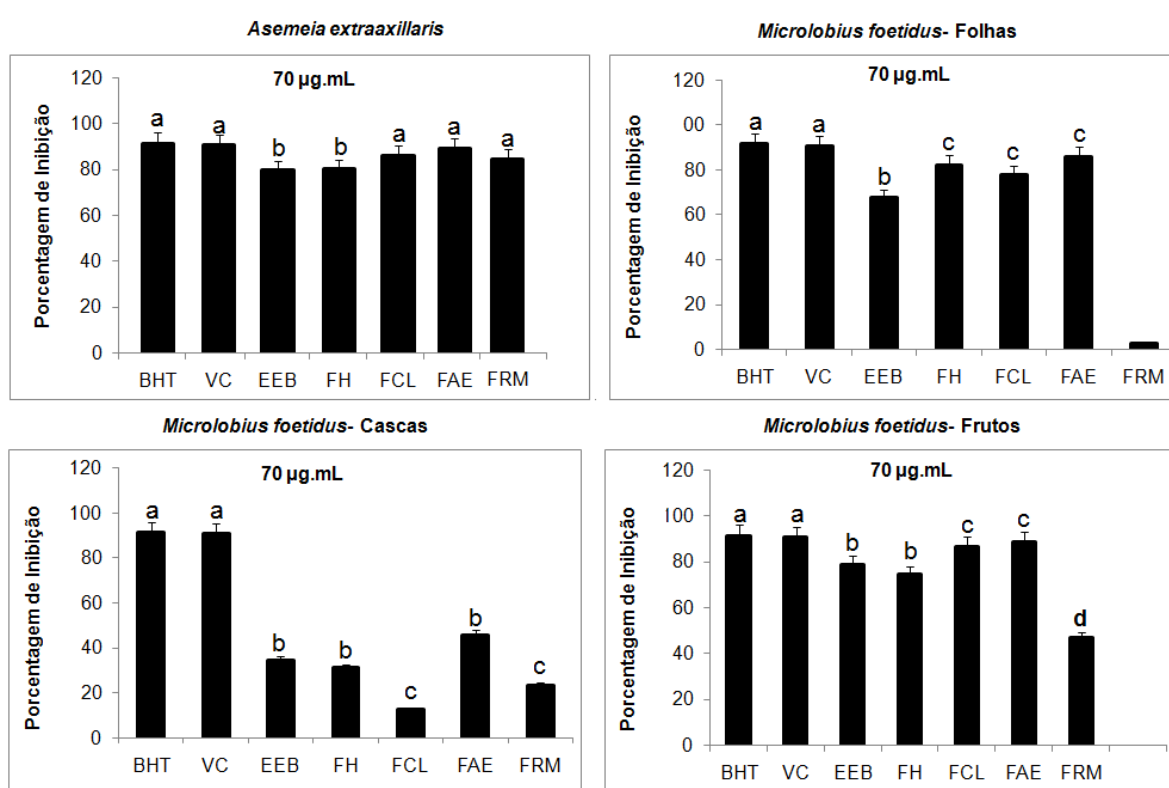 Asemeia extraaxillaris
70 µg.mL
Porcentagem de Inibição
120
100
80
60
40
20
0
a a b b a a a
BHT VC EEB FH FCL FAE FRM
Microlobius foetidus- Folhas
70 µg.mL
Porcentagem de Inibição
120
00
80
60
40
20
0
a a b c c c
BHT VC EEB FH FCL FAE FRM
Microlobius foetidus- Cascas
70 µg.mL
Porcentagem de Inibição
120
100
80
60
40
20
0
a a b b c b c
BHT VC EEB FH FCL FAE FRM
Microlobius foetidus- Frutos
70 µg.mL
Porcentagem de Inibição
120
100
80
60
40
20
0
a a b b c c d
BHT VC EEB FH FCL FAE FRM